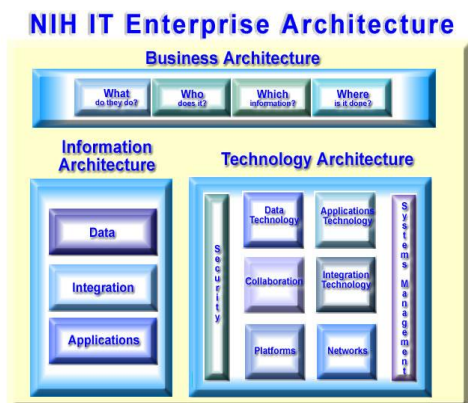 NIH IT Enterprise Architecture
Business Architecture
What
do they do?
Who
does it?
Which
information?
Where
is it done?
Information
Architecture
Data
Integration
Applications
Technology Architecture
Security
Data
Technology
Applications
Technology
Collaboration
Integration
Technology
Platforms
Networks
Systems Management